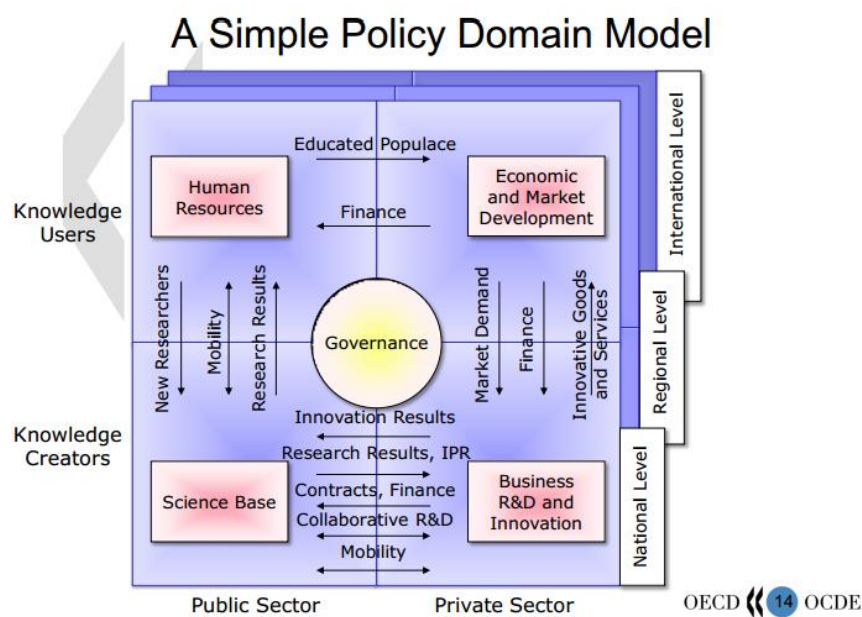 A Simple Policy Domain Model
Educated Populace
Human
Resources
Economic
and Market
Development
Finance
Knowledge
Users
International Level
New Researchers
Mobility
Research Results
Governance
Market Demand
Finance
Innovative Goods
and Services
Regional Level
Knowledge
Creators
Innovation Results
Research Results, IPR
Science Base
Contracts, Finance
Collaborative R&D
Mobility
Business
R&D and
Innovation
National Level
Public Sector
Private Sector
OECD 14 OCDE